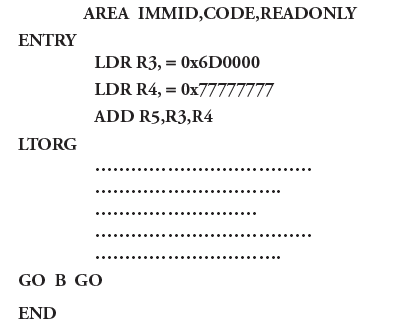 AREA IMMID,CODE,READONLY
ENTRY
LDR R3, = 0x6D0000
LDR R4, = 0x77777777
ADD R5,R3,R4
LTORG
....................................
...............................
...........................
....................................
...............................
GO B GO
END